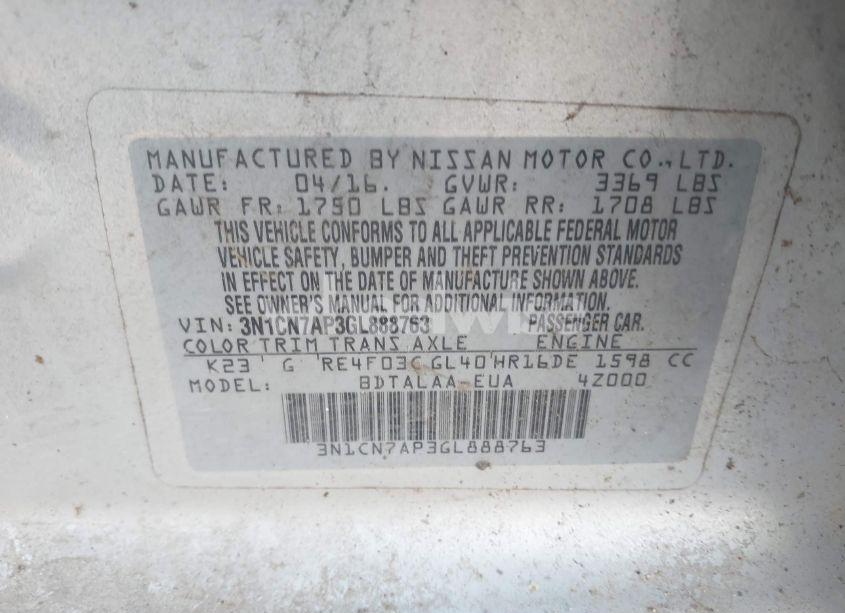 MANUFACTURED BY NISSAN MOTOR CO., LTD.
DATE: 04/16. GVWR: 3369 LBS
GAWR FR: 1750 LBS GAWR RR: 1708 LBS
THIS VEHICLE CONFORMS TO ALL APPLICABLE FEDERAL MOTOR
VEHICLE SAFETY, BUMPER AND THEFT PREVENTION STANDARDS
IN EFFECT ON THE DATE OF MANUFACTURE SHOWN ABOVE.
SEE OWNER'S MANUAL FOR ADDITIONAL INFORMATION.
VIN: 3N1CN7AP3GL888763 PASSENGER CAR.
COLOR TRIM TRANS AXLE ENGINE
K23 G RE4F03C GL40 HR16DE 1598 CC
MODEL: BDTALAA-EUA 4Z000
3N1CN7AP3GL888763